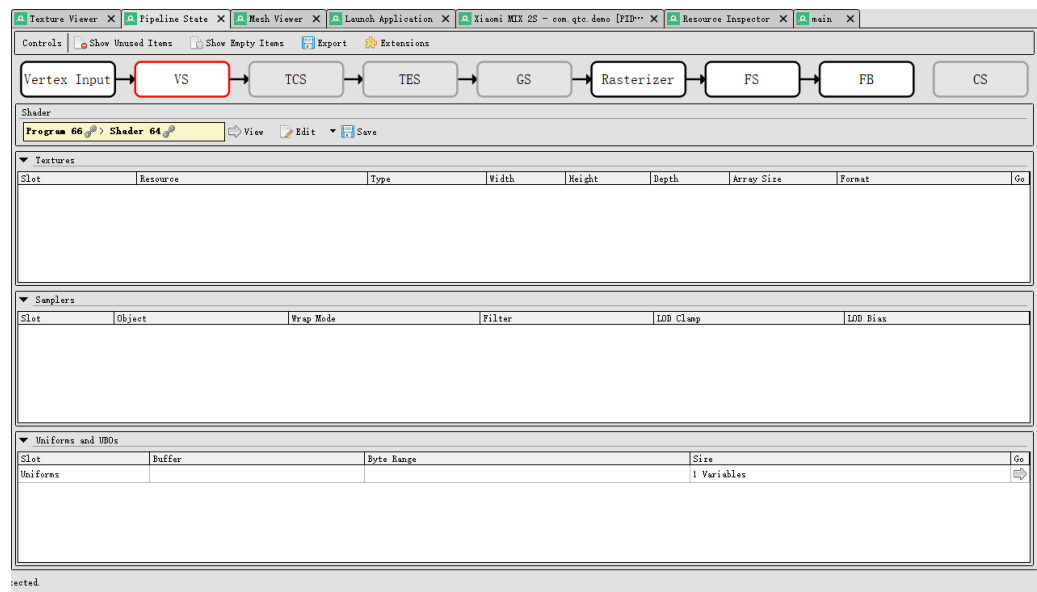 Texture Viewer Pipeline State Mesh Viewer Launch Application Xiaomi MIX 2S - com.qtc.demo [PID… Resource Inspector main
Controls Show Unused Items Show Empty Items Export Extensions
Vertex Input VS TCS TES GS Rasterizer FS FB CS
Shader
Program 66 > Shader 64 View Edit Save
Textures
Slot Resource Type Width Height Depth Array Size Format Go
Samplers
Slot Object Wrap Mode Filter LOD Clamp LOD Bias
Uniforms and UBOs
Slot Buffer Byte Range Size Go
Uniforms 1 Variables